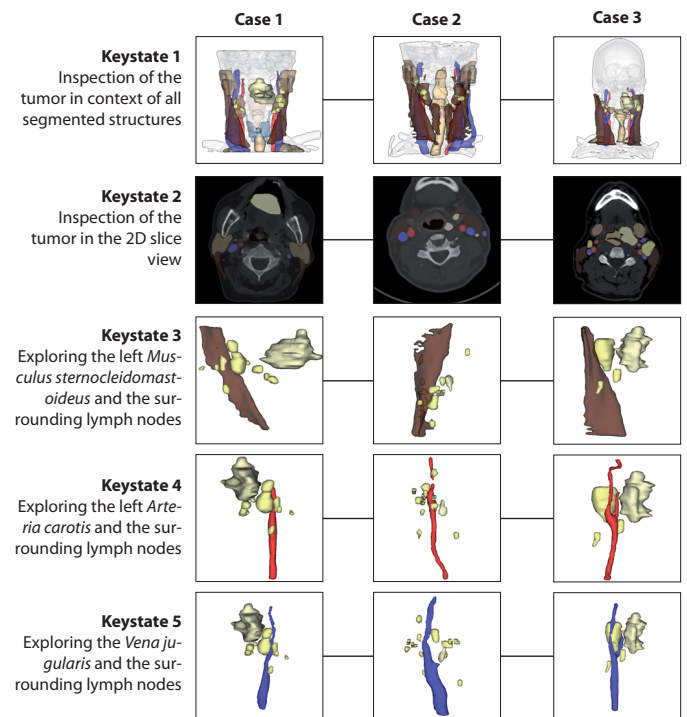 Case 1 Case 2 Case 3
Keystate 1
Inspection of the
tumor in context of all
segmented structures
Keystate 2
Inspection of the
tumor in the 2D slice
view
Keystate 3
Exploring the left Mus-
culus sternocleidomast-
oideus and the sur-
rounding lymph nodes
Keystate 4
Exploring the left Arte-
ria carotis and the sur-
rounding lymph nodes
Keystate 5
Exploring the Vena ju-
gularis and the sur-
rounding lymph nodes